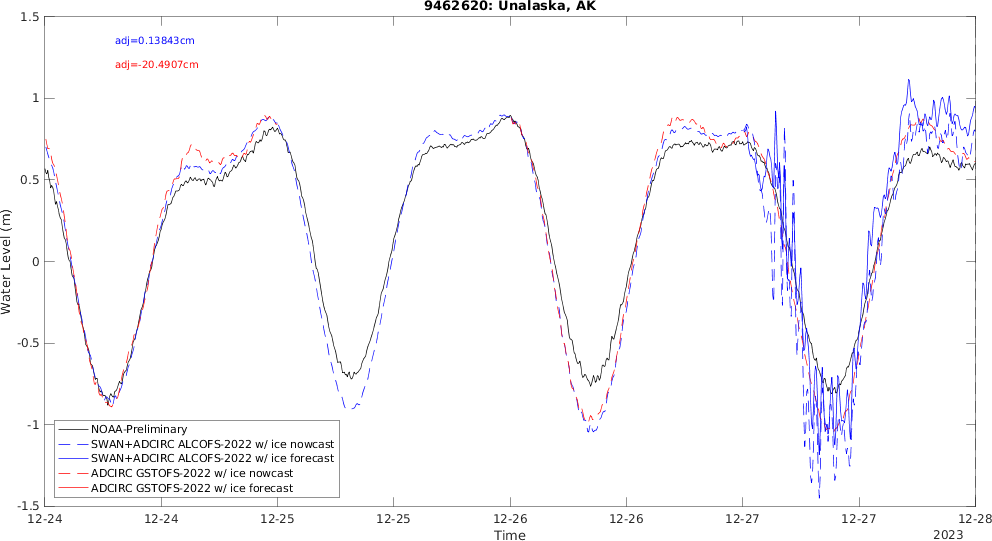 9462620: Unalaska, AK
adj=0.13843cm
adj=-20.4907cm
1.5
1
0.5
0
-0.5
-1
-1.5
Water Level (m)
NOAA-Preliminary
SWAN+ADCIRC ALCOFS-2022 w/ ice nowcast
SWAN+ADCIRC ALCOFS-2022 w/ ice forecast
ADCIRC GSTOFS-2022 w/ ice nowcast
ADCIRC GSTOFS-2022 w/ ice forecast
12-24 12-24 12-25 12-25 12-26 12-26 12-27 12-27 12-28
Time
2023